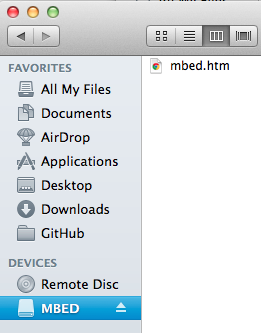 FAVORITES
All My Files
Documents
AirDrop
Applications
Desktop
Downloads
GitHub
DEVICES
Remote Disc
MBED
mbed.htm